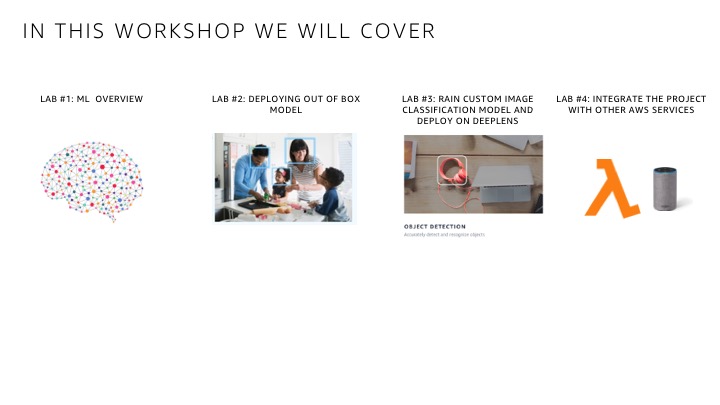 IN THIS WORKSHOP WE WILL COVER
LAB #1: ML OVERVIEW
LAB #2: DEPLOYING OUT OF BOX
MODEL
LAB #3: RAIN CUSTOM IMAGE
CLASSIFICATION MODEL AND
DEPLOY ON DEEPLENS
OBJECT DETECTION
Accurately detect and recognize objects.
LAB #4: INTEGRATE THE PROJECT
WITH OTHER AWS SERVICES